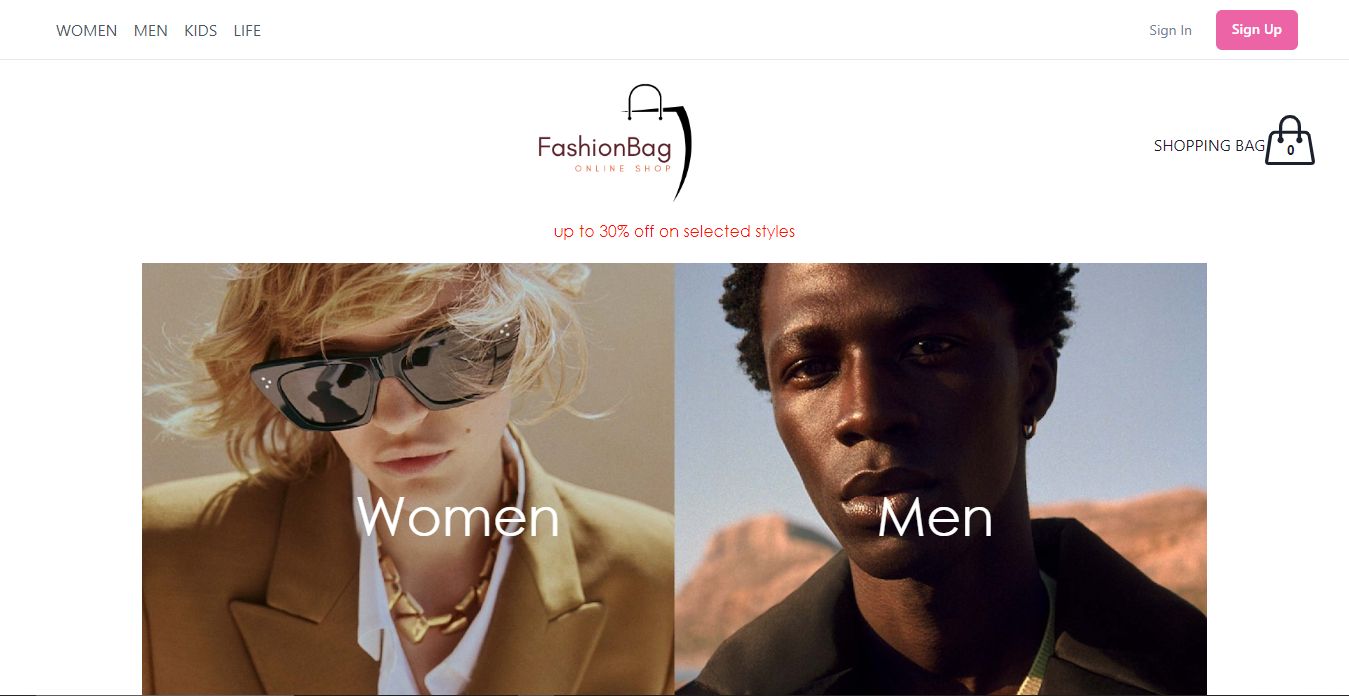 WOMEN MEN KIDS LIFE Sign In Sign Up
FashionBag
ONLINE SHOP
SHOPPING BAG 0
up to 30% off on selected styles
Women Men